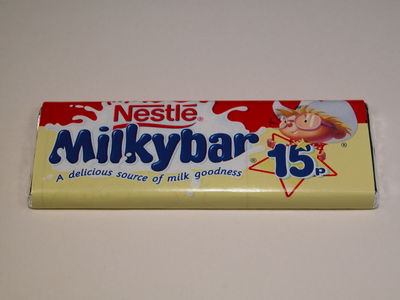 Nestlé®
Milkybar®
15P
A delicious source of milk goodness
®